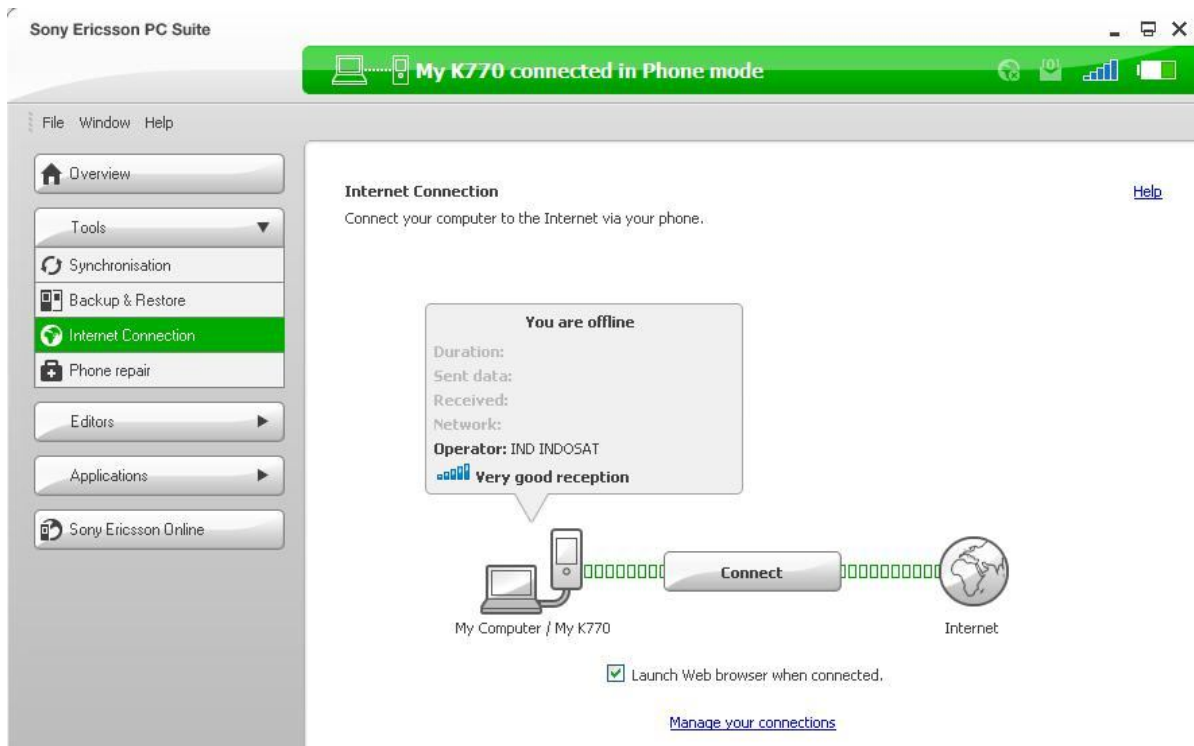 Sony Ericsson PC Suite
My K770 connected in Phone mode
File Window Help
Overview
Tools
Synchronisation
Backup & Restore
Internet Connection
Phone repair
Editors
Applications
Sony Ericsson Online
Internet Connection
Help
Connect your computer to the Internet via your phone.
You are offline
Duration:
Sent data:
Received:
Network:
Operator: IND INDOSAT
Very good reception
Connect
My Computer / My K770
Internet
Launch Web browser when connected.
Manage your connections